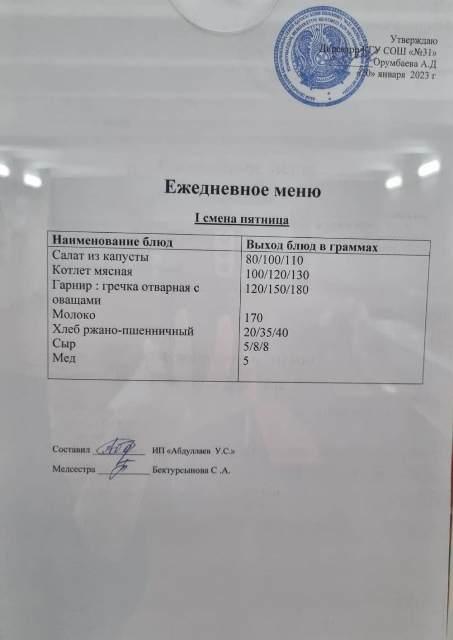 Утверждаю
Директор КГУ СОШ «№31»
Орумбаева А.Д
«20» января 2023 г
Ежедневное меню
I смена пятница
Наименование блюд Выход блюд в граммах
Салат из капусты 80/100/110
Котлет мясная 100/120/130
Гарнир : гречка отварная с 120/150/180
оващами
Молоко 170
Хлеб ржано-пшенничный 20/35/40
Сыр 5/8/8
Мед 5
Составил ИП «Абдуллаев У.С.»
Медсестра Бектурсынова С .А.